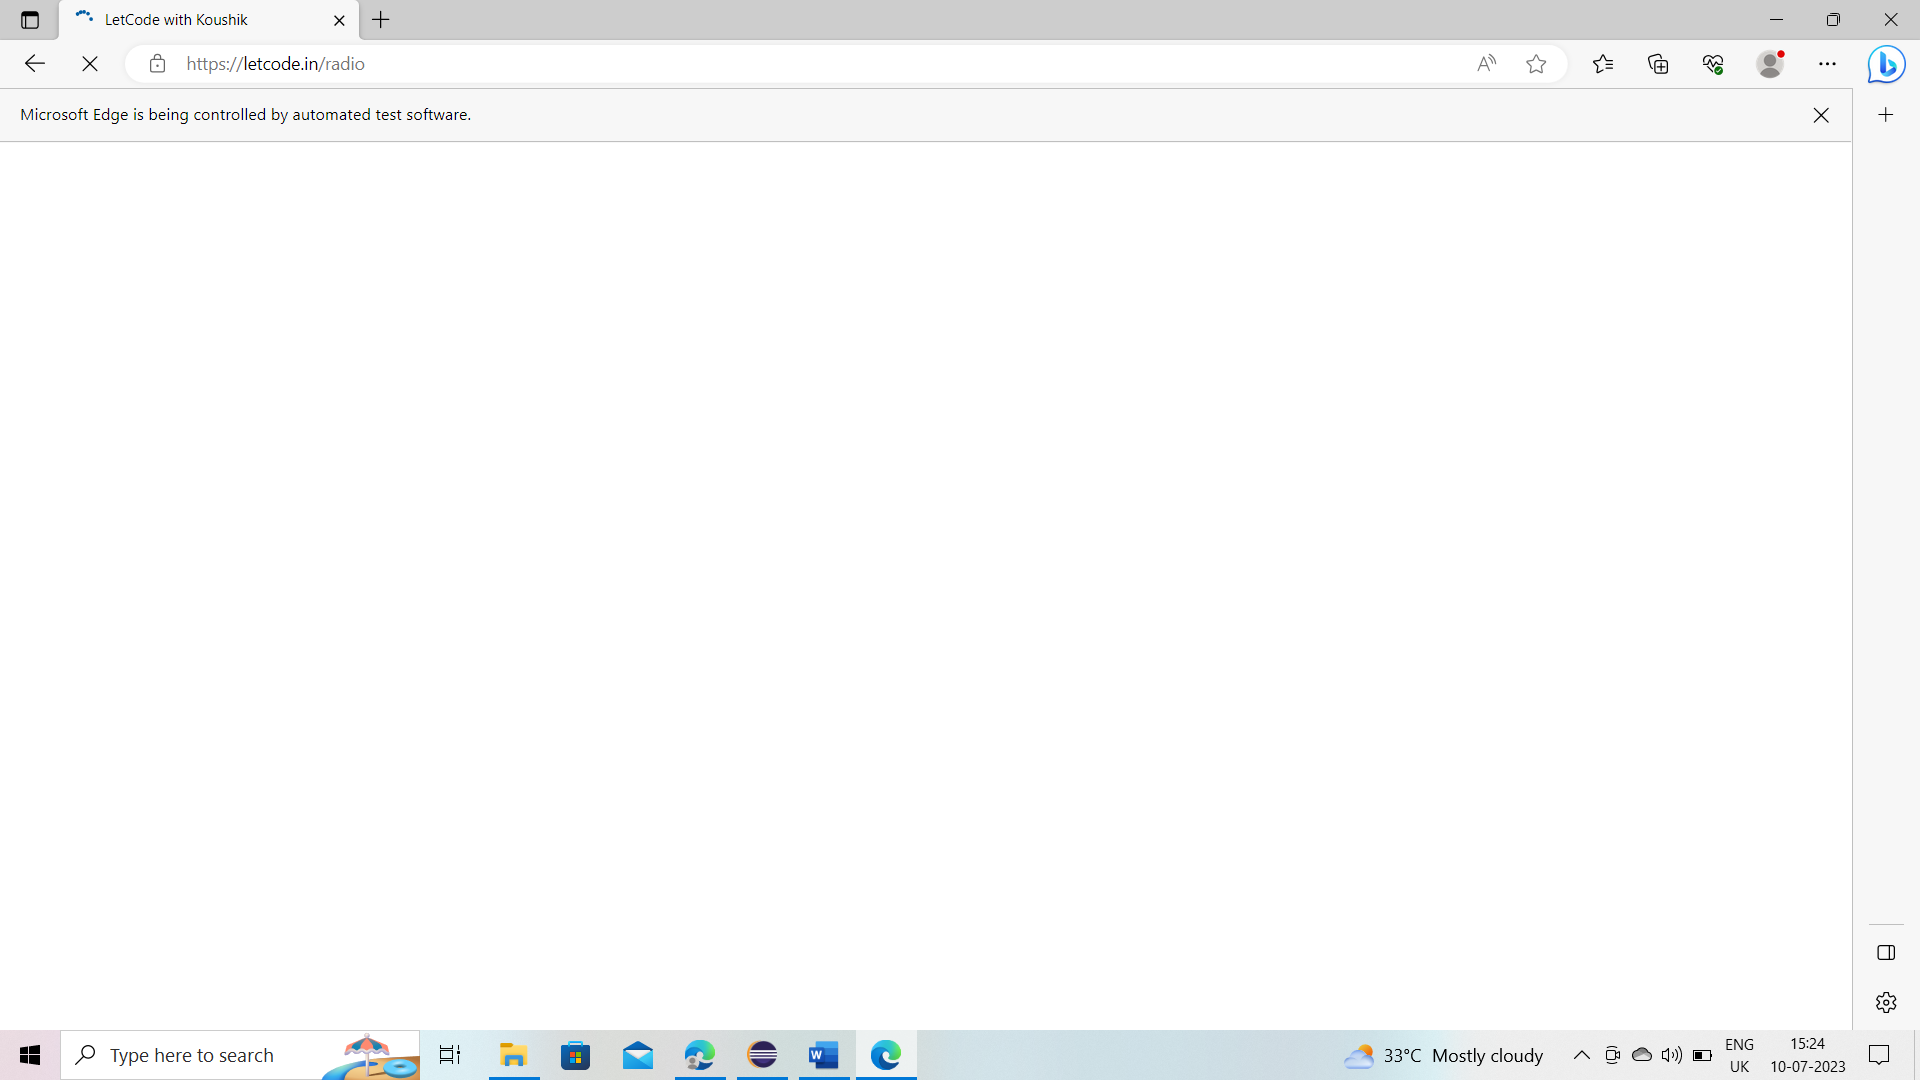 LetCode with Koushik
https://letcode.in/radio
Microsoft Edge is being controlled by automated test software.
Type here to search
33°C Mostly cloudy
ENG
UK
15:24
10-07-2023